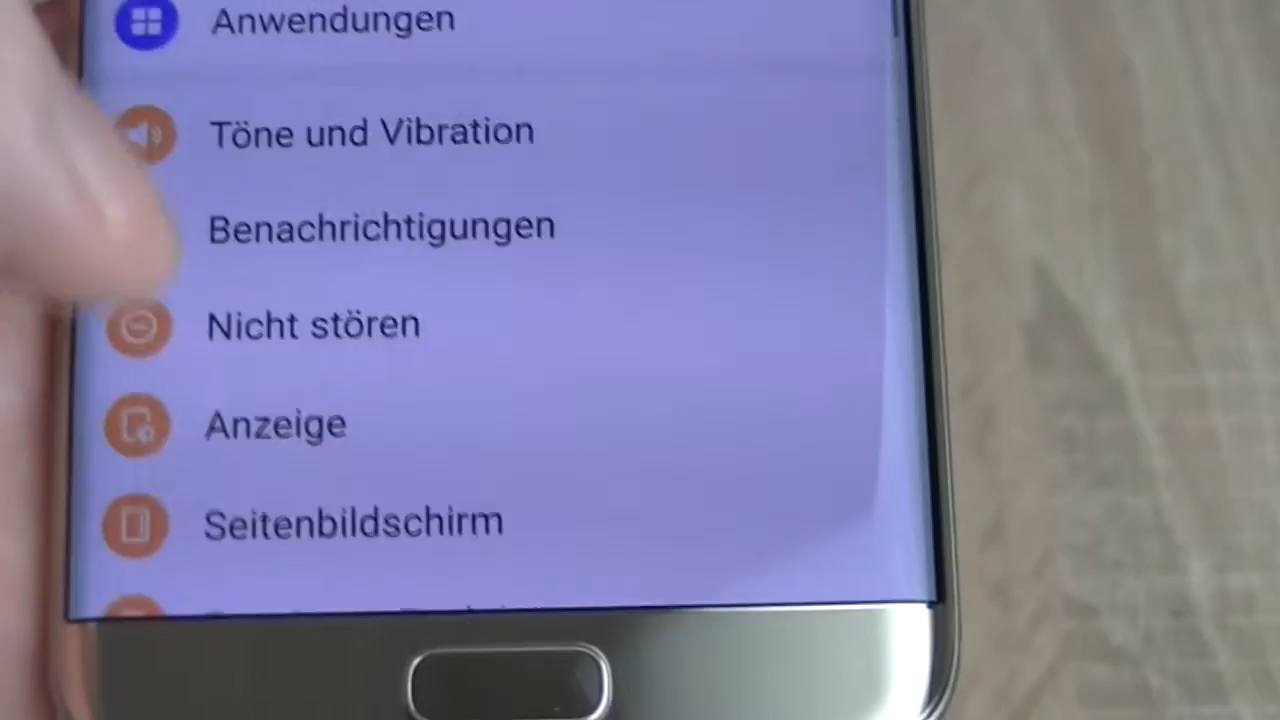 Anwendungen
Töne und Vibration
Benachrichtigungen
Nicht stören
Anzeige
Seitenbildschirm